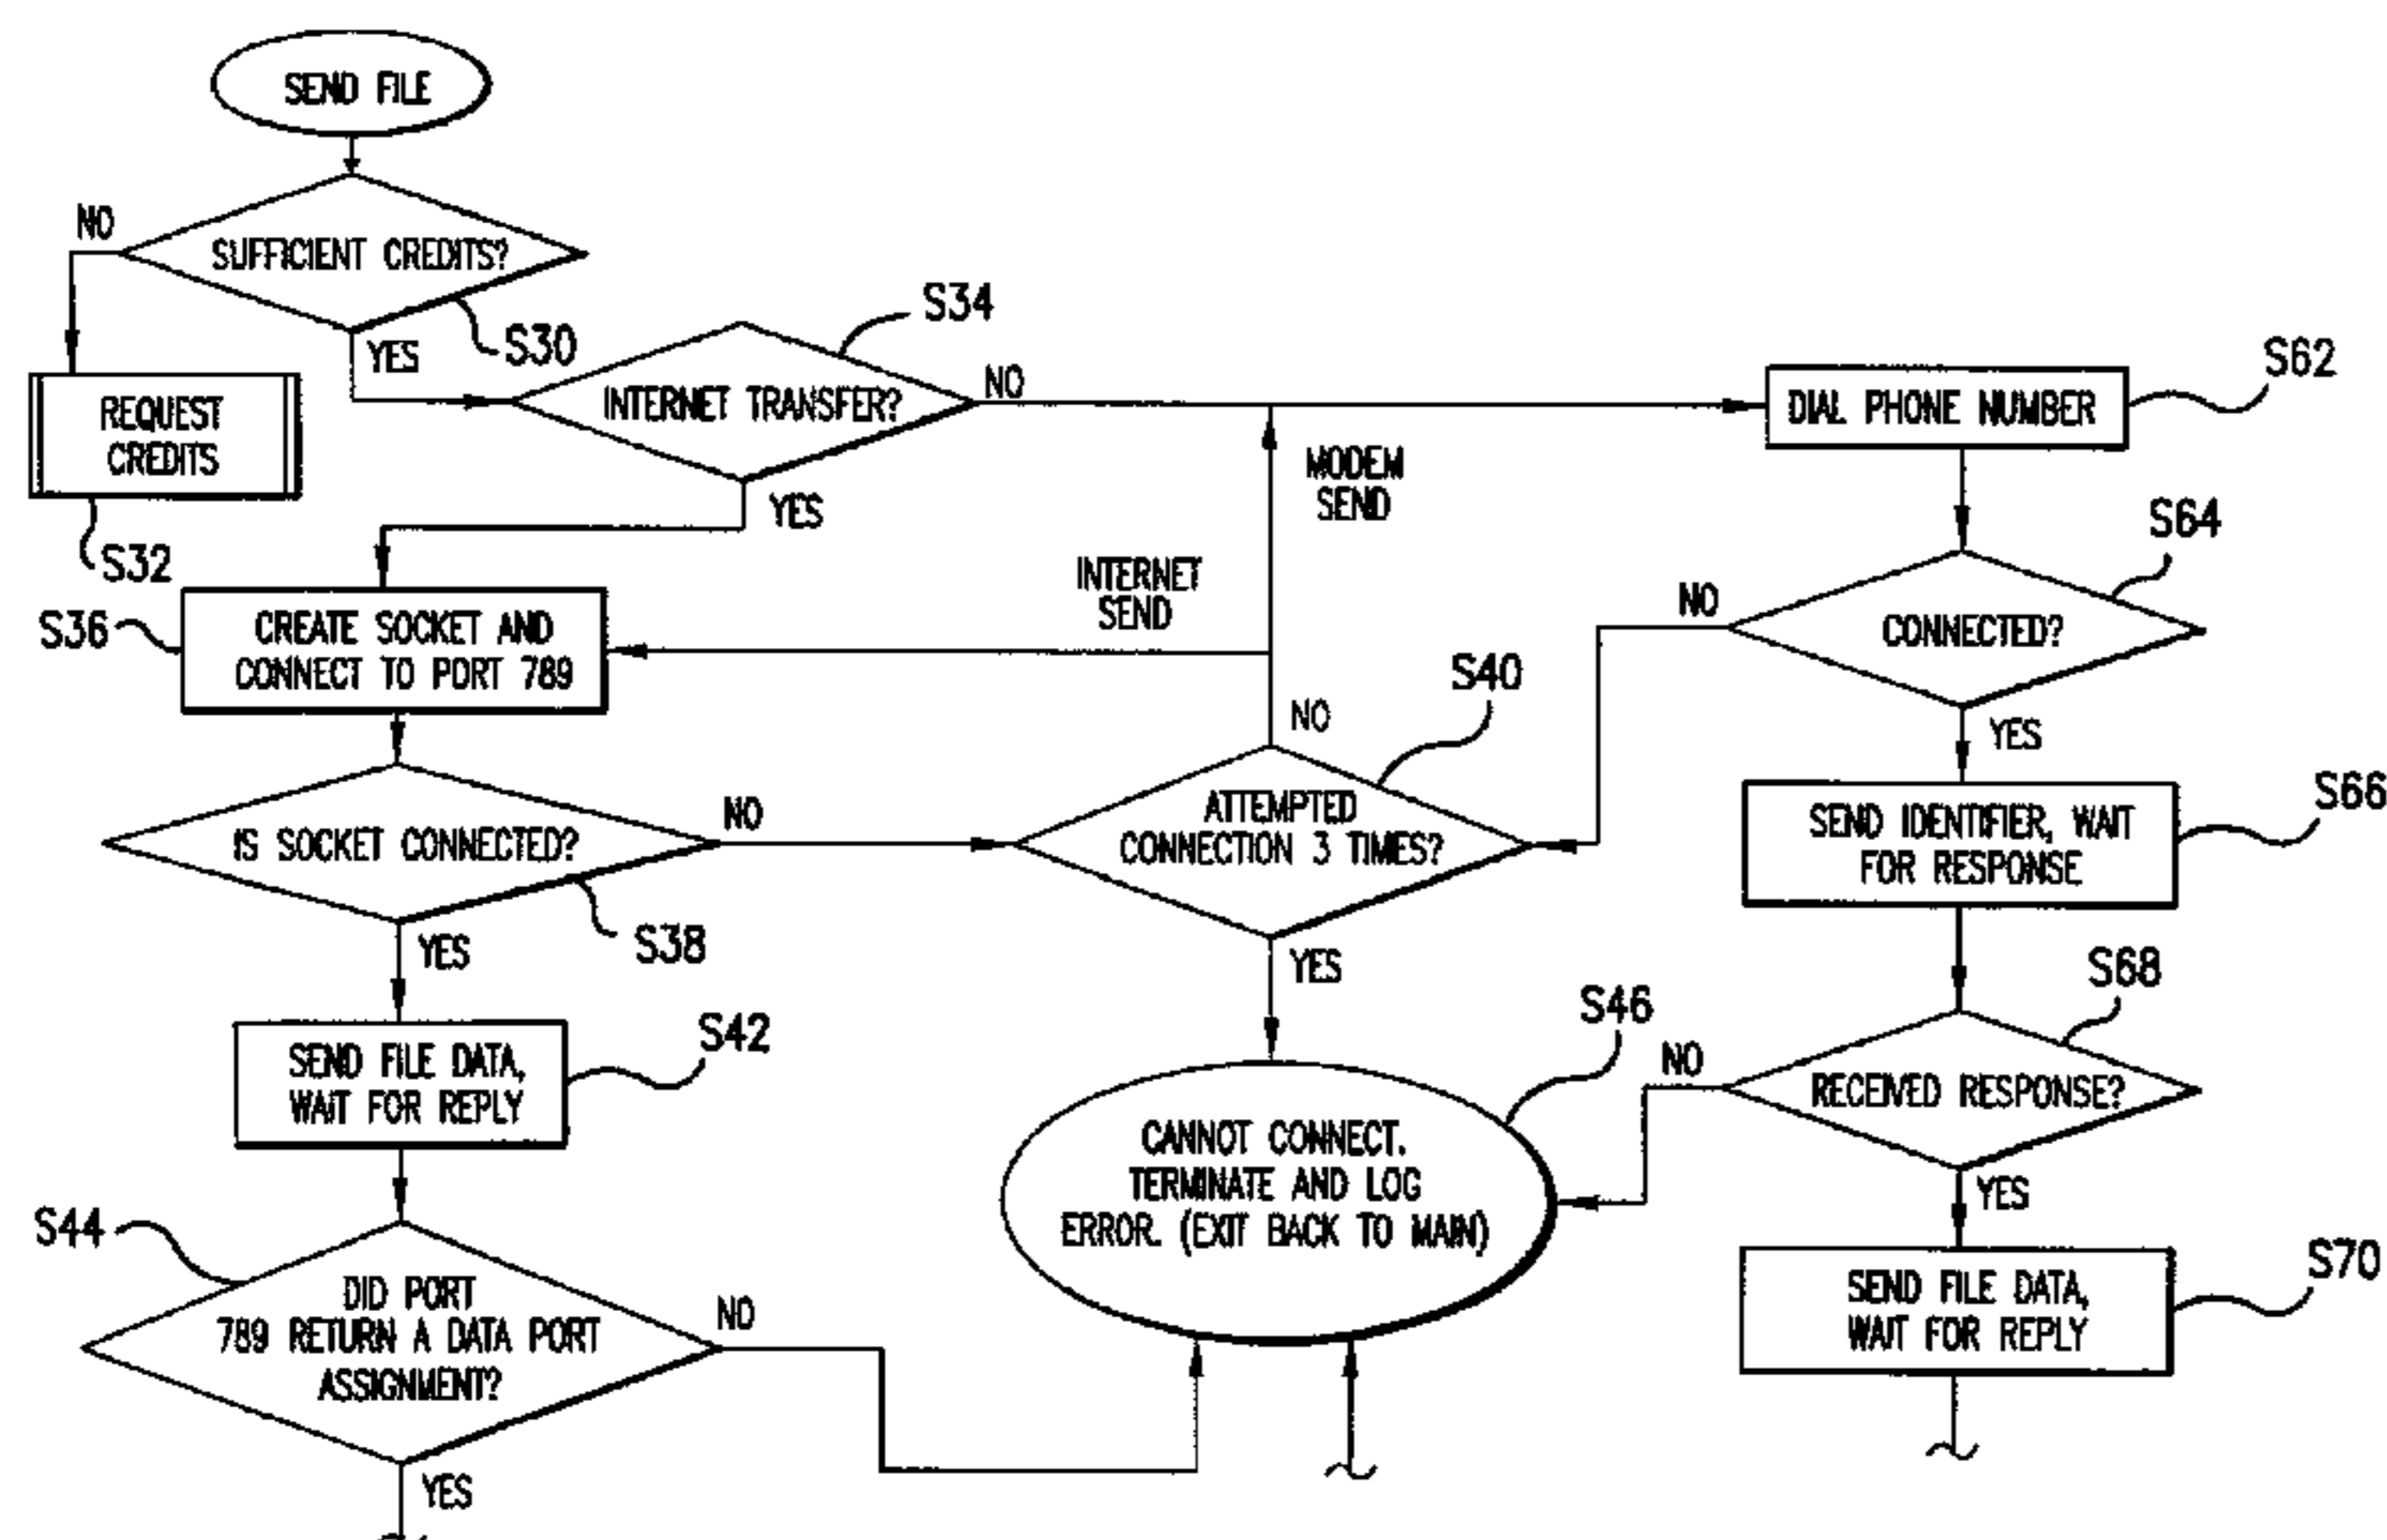 SEND FILE
NO
SUFFICIENT CREDITS?
YES
S30
REQUEST
CREDITS
S32
S34
INTERNET TRANSFER?
NO
YES
MODEM
SEND
INTERNET
SEND
DIAL PHONE NUMBER
S62
S36
CREATE SOCKET AND
CONNECT TO PORT 789
S64
NO
CONNECTED?
YES
S40
NO
ATTEMPTED
CONNECTION 3 TIMES?
YES
IS SOCKET CONNECTED?
NO
YES
S38
SEND IDENTIFIER, WAIT
FOR RESPONSE
S66
S42
SEND FILE DATA,
WAIT FOR REPLY
S46
CANNOT CONNECT.
TERMINATE AND LOG
ERROR. (EXIT BACK TO MAIN)
S68
NO
RECEIVED RESPONSE?
YES
S44
DID PORT
789 RETURN A DATA PORT
ASSIGNMENT?
NO
YES
SEND FILE DATA,
WAIT FOR REPLY
S70